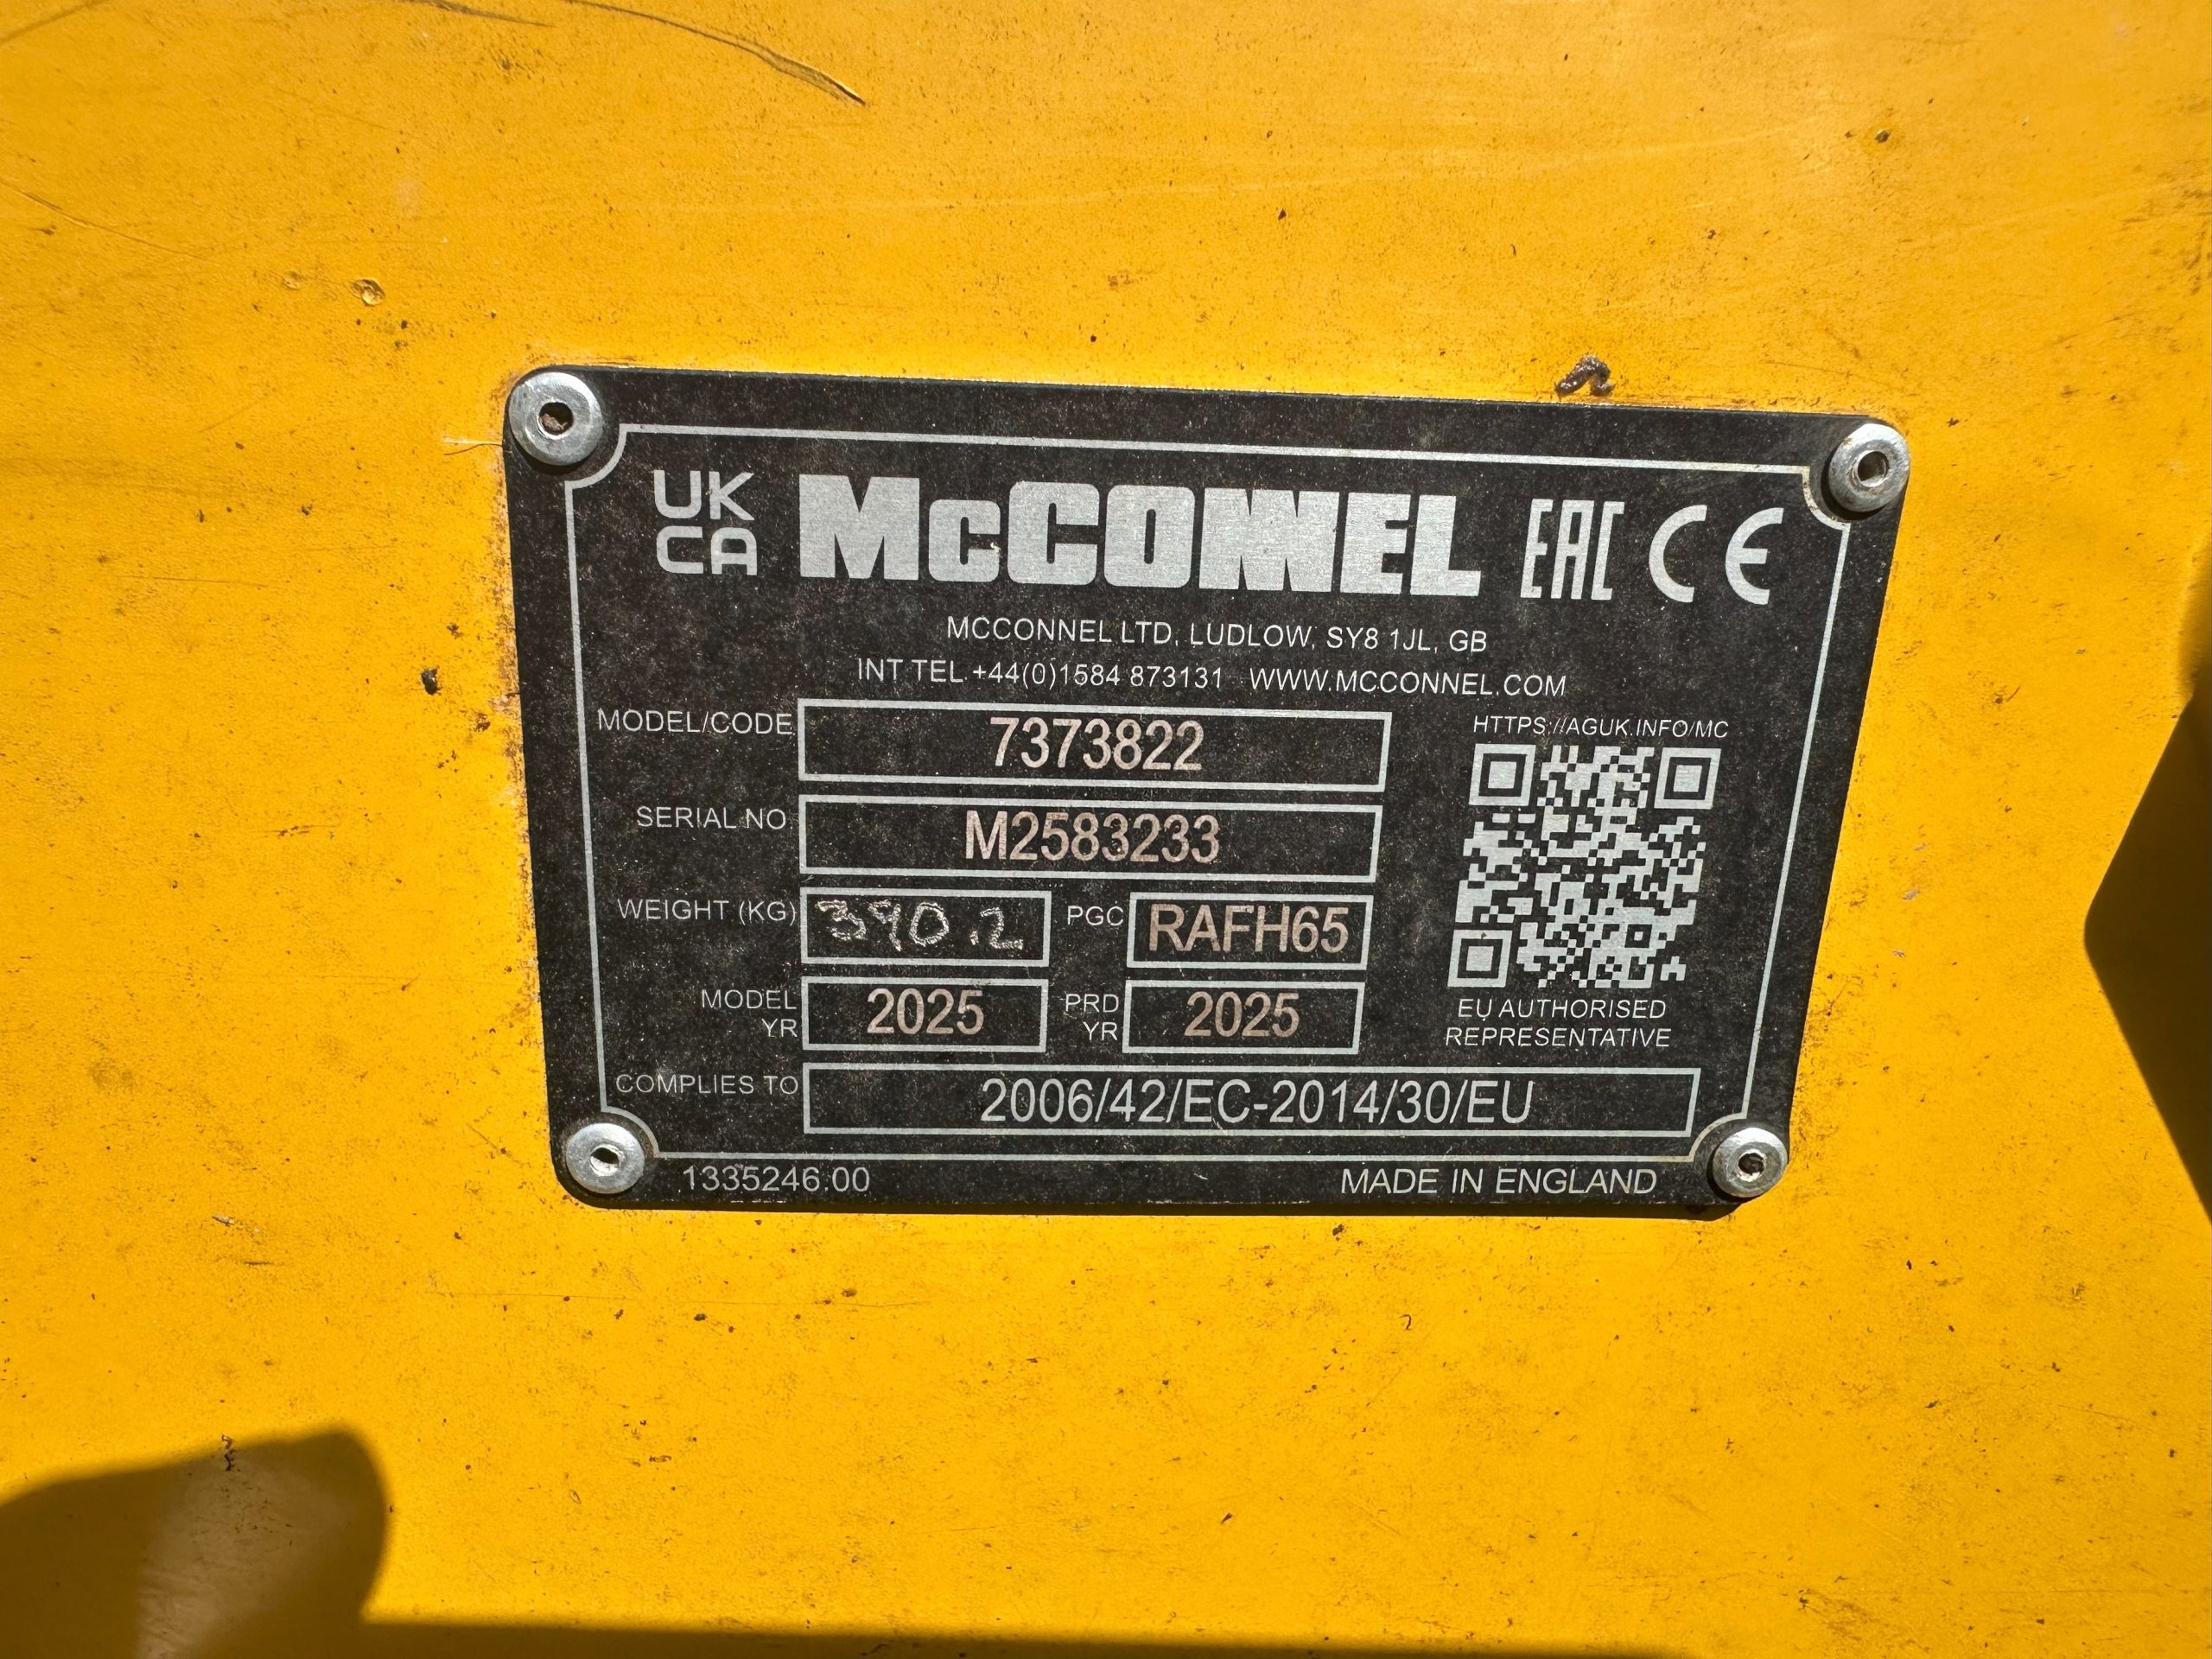 UK
CA
McCONNEL
EAC CE
MCCONNEL LTD, LUDLOW, SY8 1JL, GB
INT TEL +44(0)1584 873131 WWW.MCCONNEL.COM
MODEL/CODE 7373822
HTTPS://AGUK.INFO/MC
SERIAL NO. M2583233
WEIGHT (KG) 390.2 PGC RAFH65
MODEL YR 2025 PRD YR 2025
EU AUTHORISED
REPRESENTATIVE
COMPLIES TO 2006/42/EC-2014/30/EU
1335246.00 MADE IN ENGLAND